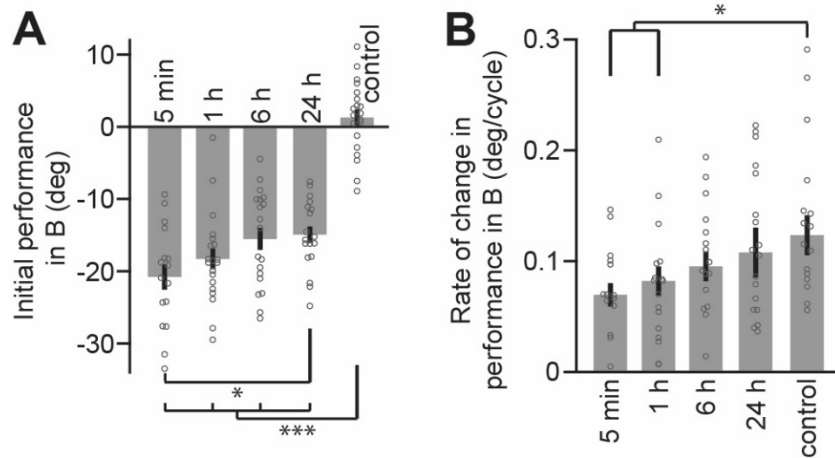 A
Initial performance
in B (deg)
10
0
-10
-20
-30
5 min
1 h
6 h
24 h
control
*
***
B
Rate of change in
performance in B (deg/cycle)
0.3
0.2
0.1
0
*
5 min
1 h
6 h
24 h
control